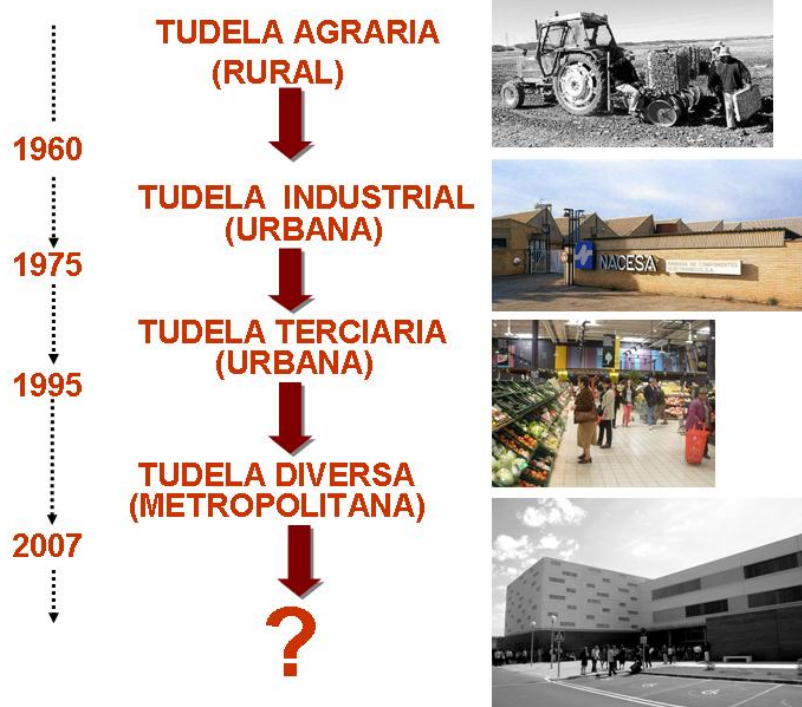 TUDELA AGRARIA
(RURAL)
1960
TUDELA INDUSTRIAL
(URBANA)
NACESA
1975
TUDELA TERCIARIA
(URBANA)
1995
TUDELA DIVERSA
(METROPOLITANA)
2007
?